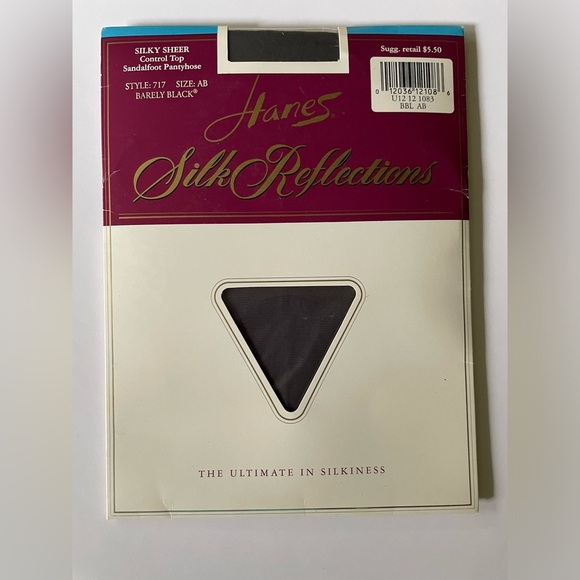 SILKY SHEER
Control Top
Sandalfoot Pantyhose
STYLE: 717 SIZE: AB
BARELY BLACK®
Sugg. retail $5.50
0 12036 12108 6
U12 12 1083
BBL AB
Hanes®
Silk Reflections
THE ULTIMATE IN SILKINESS